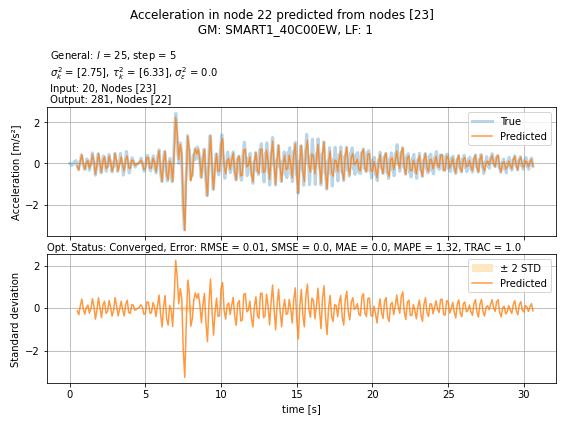 Acceleration in node 22 predicted from nodes [23]
GM: SMART1_40C00EW, LF: 1
General: l = 25, step = 5
σ²ₖ = [2.75], τ²ₖ = [6.33], σ²_ε = 0.0
Input: 20, Nodes [23]
Output: 281, Nodes [22]
True
Predicted
Acceleration [m/s²]
2
0
−2
Opt. Status: Converged, Error: RMSE = 0.01, SMSE = 0.0, MAE = 0.0, MAPE = 1.32, TRAC = 1.0
± 2 STD
Predicted
Standard deviation
2
0
−2
0 5 10 15 20 25 30
time [s]